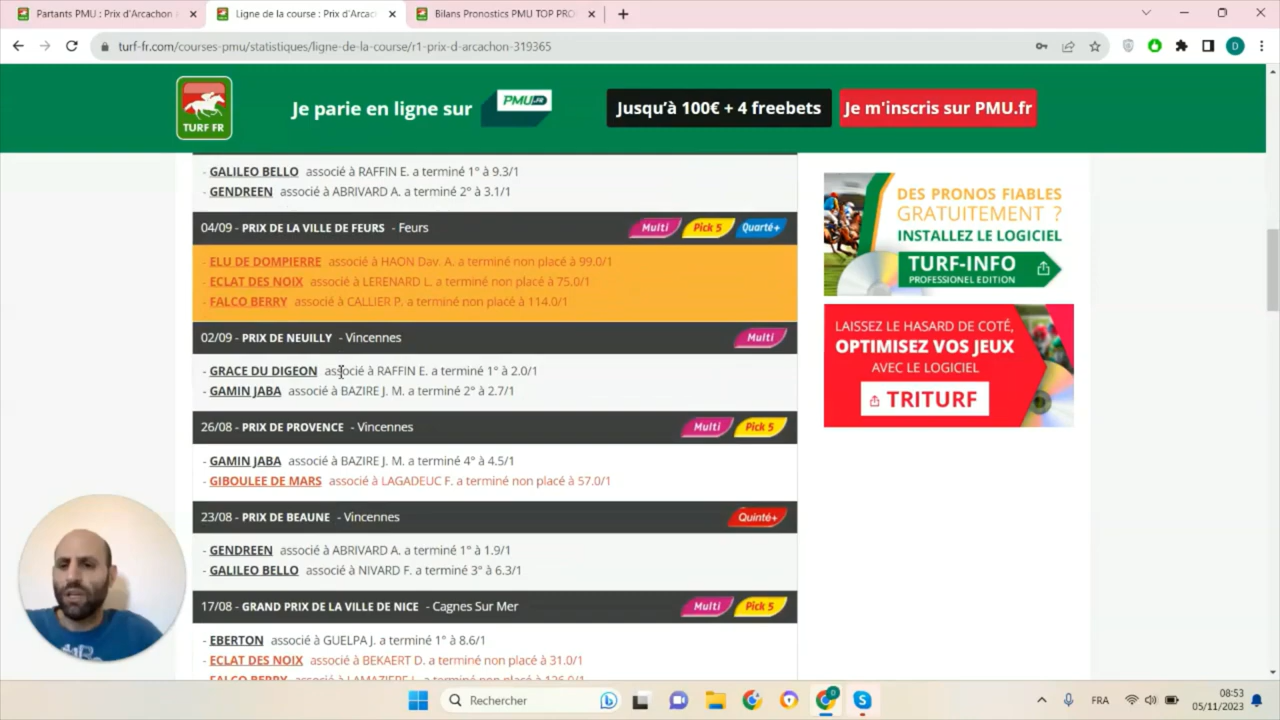 Partants PMU : Prix d'Arcachon
Ligne de la course : Prix d'Arcac
Bilans Pronostics PMU TOP PRO
turf-fr.com/courses-pmu/statistiques/ligne-de-la-course/r1-prix-d-arcachon-319365
D
TURF FR
Je parie en ligne sur
PMU.fr
Jusqu'à 100€ + 4 freebets
Je m'inscris sur PMU.fr
- GALILEO BELLO associé à RAFFIN E. a terminé 1° à 9.3/1
- GENDREEN associé à ABRIVARD A. a terminé 2° à 3.1/1
04/09 - PRIX DE LA VILLE DE FEURS - Feurs
Multi Pick 5 Quarté+
- ELU DE DOMPIERRE associé à HAON Dav. A. a terminé non placé à 99.0/1
- ECLAT DES NOIX associé à LERENARD L. a terminé non placé à 75.0/1
- FALCO BERRY associé à CALLIER P. a terminé non placé à 114.0/1
02/09 - PRIX DE NEUILLY - Vincennes
Multi
- GRACE DU DIGEON associé à RAFFIN E. a terminé 1° à 2.0/1
- GAMIN JABA associé à BAZIRE J. M. a terminé 2° à 2.7/1
26/08 - PRIX DE PROVENCE - Vincennes
Multi Pick 5
- GAMIN JABA associé à BAZIRE J. M. a terminé 4° à 4.5/1
- GIBOULEE DE MARS associé à LAGADEUC F. a terminé non placé à 57.0/1
23/08 - PRIX DE BEAUNE - Vincennes
Quinté+
- GENDREEN associé à ABRIVARD A. a terminé 1° à 1.9/1
- GALILEO BELLO associé à NIVARD F. a terminé 3° à 6.3/1
17/08 - GRAND PRIX DE LA VILLE DE NICE - Cagnes Sur Mer
Multi Pick 5
- EBERTON associé à GUELPA J. a terminé 1° à 8.6/1
- ECLAT DES NOIX associé à BEKAERT D. a terminé non placé à 31.0/1
- FALCO BERRY associé à LAMAZIERE L. a terminé non placé à 126.0/1
DES PRONOS FIABLES
GRATUITEMENT ?
INSTALLEZ LE LOGICIEL
TURF-INFO
PROFESSIONEL EDITION
LAISSEZ LE HASARD DE COTÉ,
OPTIMISEZ VOS JEUX
AVEC LE LOGICIEL
TRITURF
Rechercher
FRA
08:53
05/11/2023